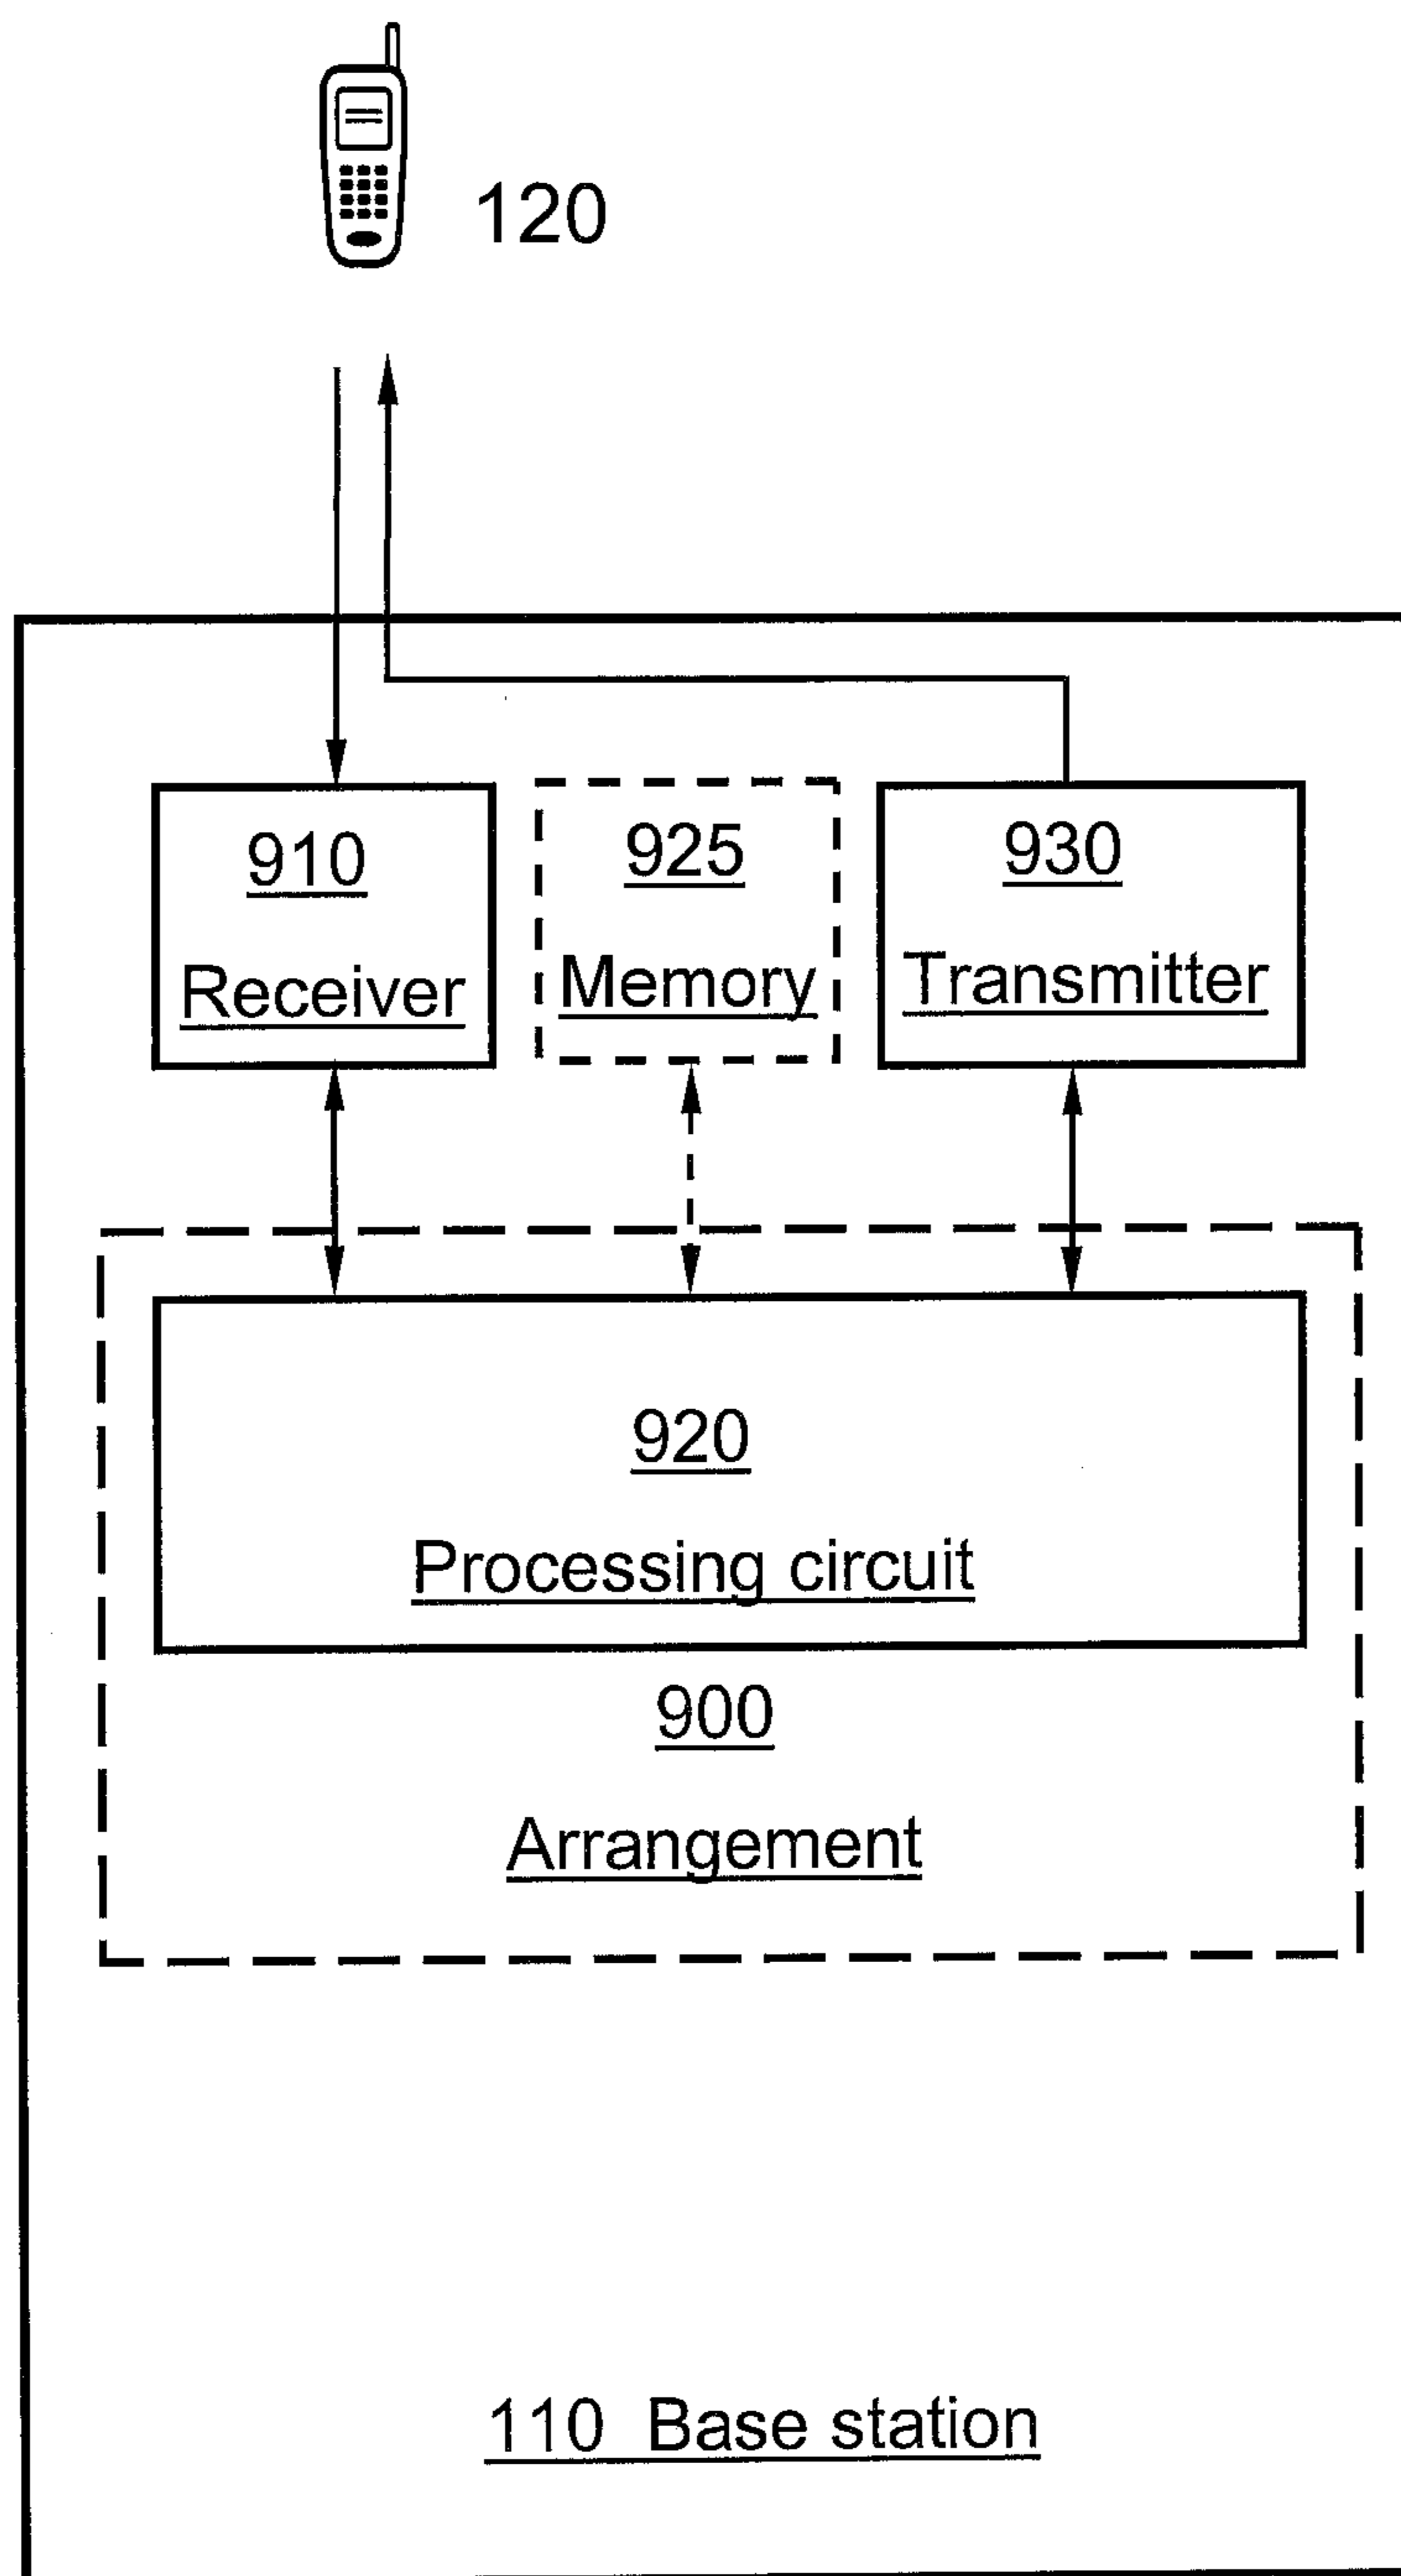 120
910
Receiver
925
Memory
930
Transmitter
920
Processing circuit
900
Arrangement
110 Base station